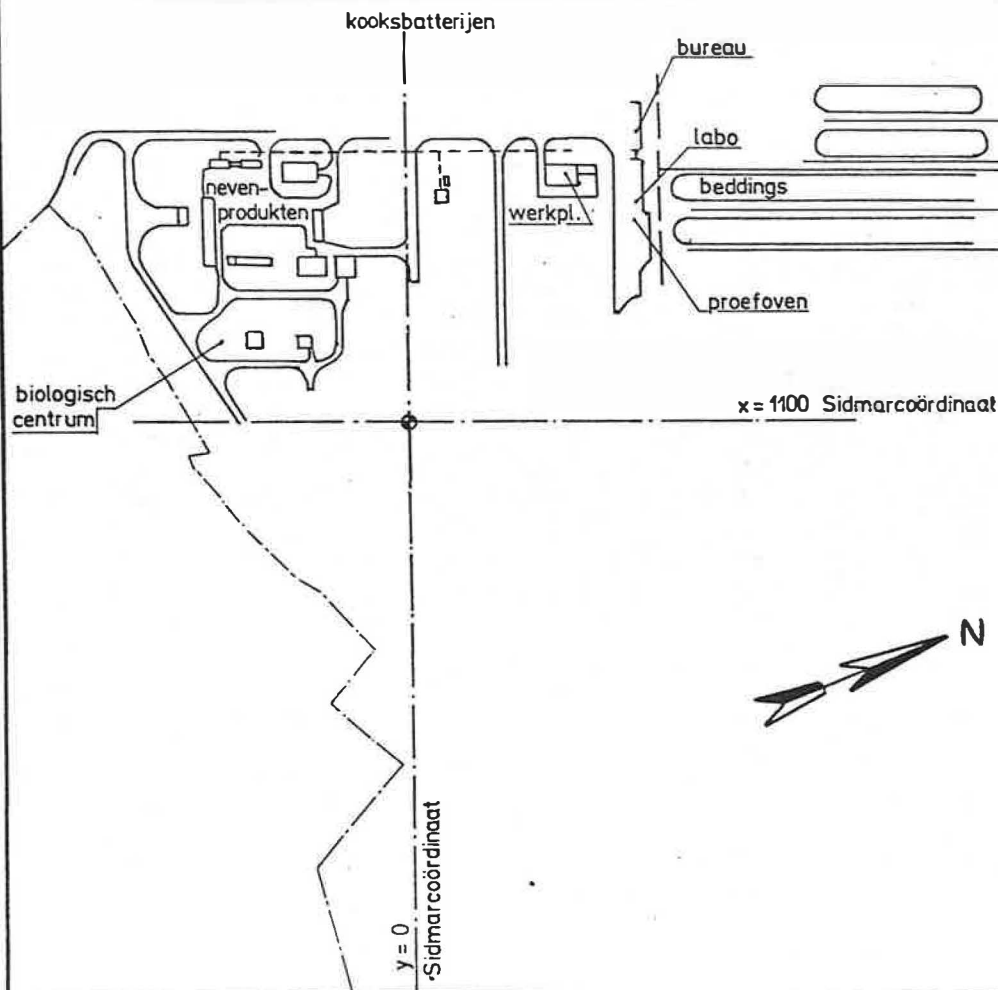 kooksbatterijen
bureau
labo
neven-
produkten
beddings
werkpl.
proefoven
biologisch
centrum
x = 1100 Sidmarcoördinaat
N
y = 0
Sidmarcoördinaat